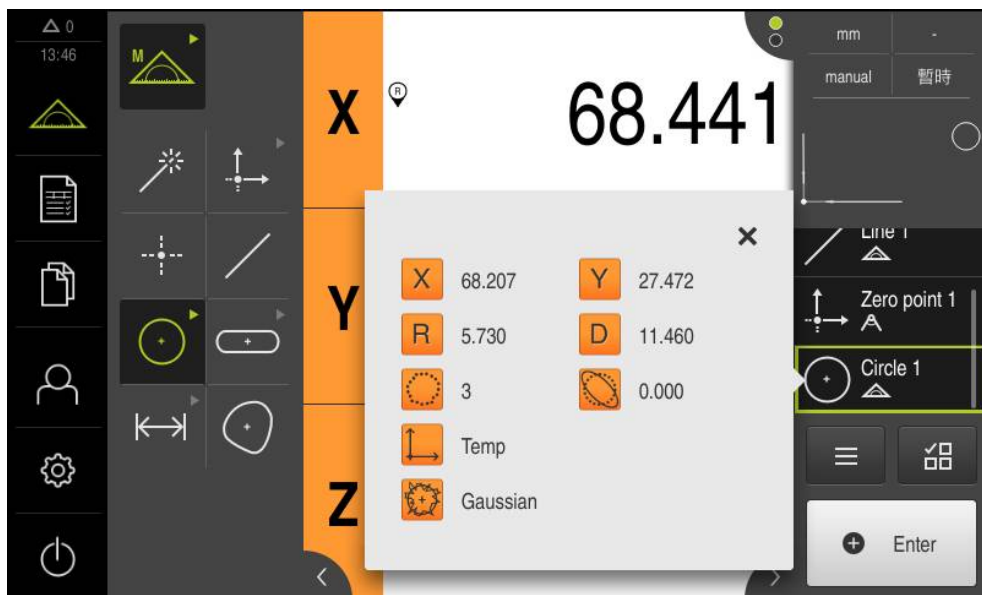 0
13:46
M
X
R
68.441
mm
-
manual
暫時
Y
Z
X 68.207
Y 27.472
R 5.730
D 11.460
3
0.000
Temp
Gaussian
Line 1
Zero point 1
Circle 1
Enter